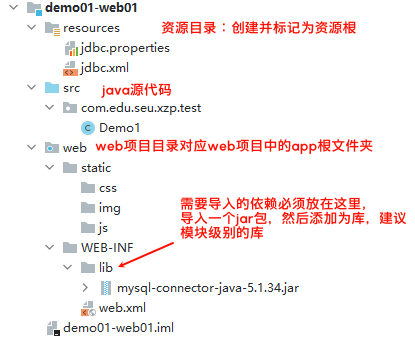 demo01-web01
resources 资源目录：创建并标记为资源根
jdbc.properties
jdbc.xml
src java源代码
com.edu.seu.xzp.test
Demo1
web web项目目录对应web项目中的app根文件夹
static
css
img
js
需要导入的依赖必须放在这里，
导入一个jar包，然后添加为库，建议
模块级别的库
WEB-INF
lib
mysql-connector-java-5.1.34.jar
web.xml
demo01-web01.iml